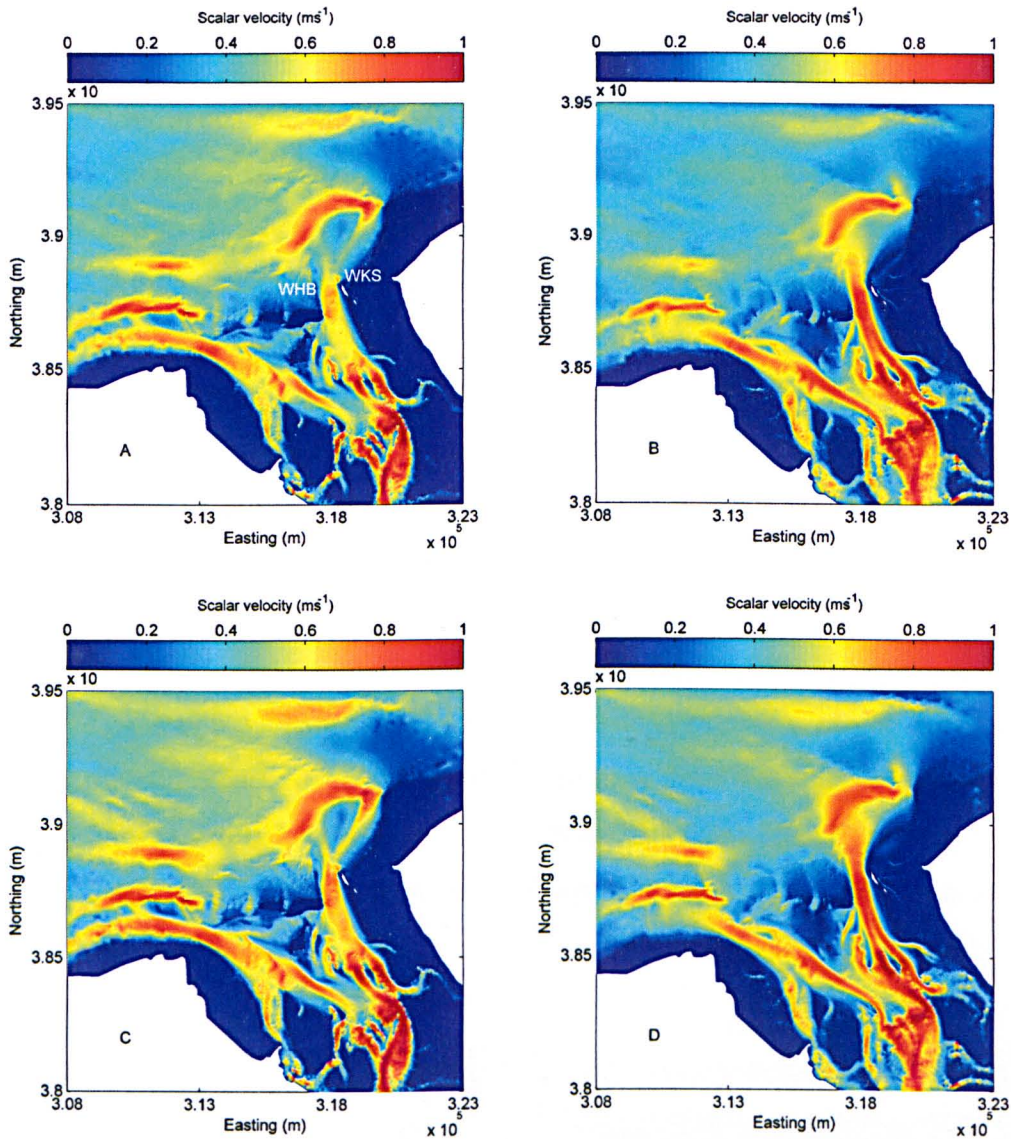 Scalar velocity (ms⁻¹)
0 0.2 0.4 0.6 0.8 1
x 10
3.95
3.9
3.85
3.8
Northing (m)
WHB
WKS
A
3.08 3.13 3.18 3.23
Easting (m)
x 10⁵
Scalar velocity (ms⁻¹)
0 0.2 0.4 0.6 0.8 1
x 10
3.95
3.9
3.85
3.8
Northing (m)
B
3.08 3.13 3.18 3.23
Easting (m)
x 10⁵
Scalar velocity (ms⁻¹)
0 0.2 0.4 0.6 0.8 1
x 10
3.95
3.9
3.85
3.8
Northing (m)
C
3.08 3.13 3.18 3.23
Easting (m)
x 10⁵
Scalar velocity (ms⁻¹)
0 0.2 0.4 0.6 0.8 1
x 10
3.95
3.9
3.85
3.8
Northing (m)
D
3.08 3.13 3.18 3.23
Easting (m)
x 10⁵